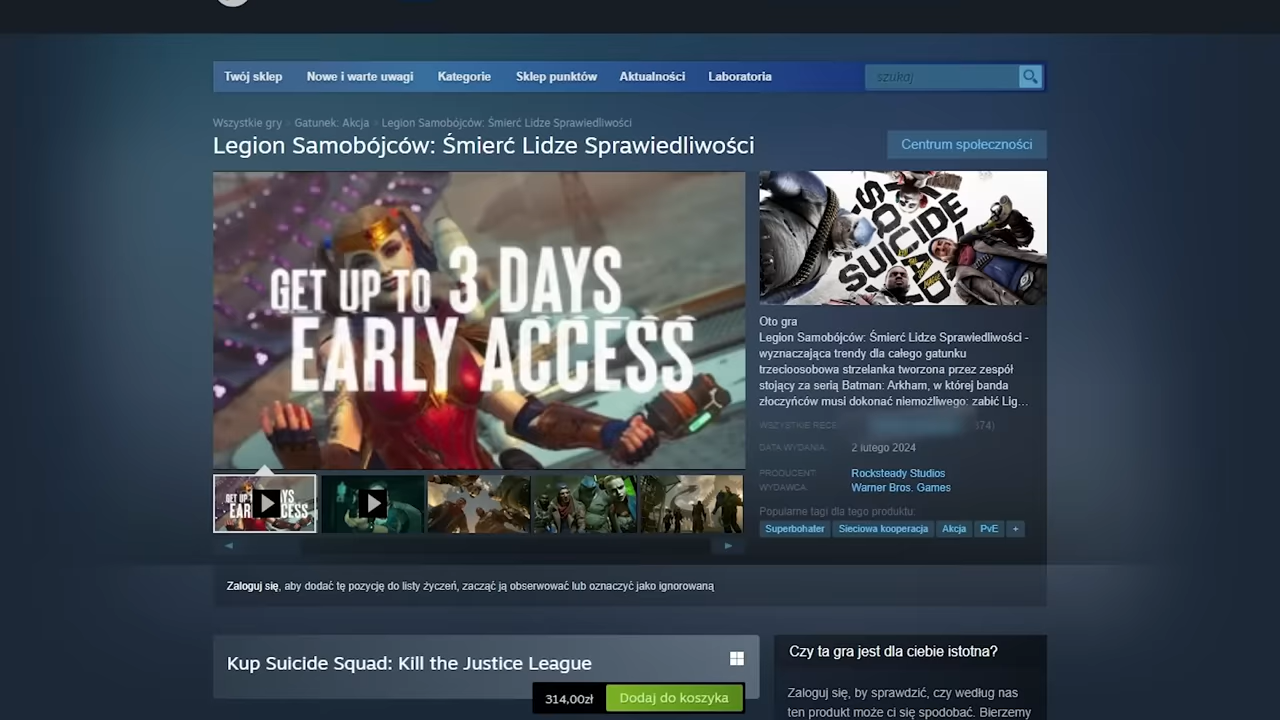 Twój sklep Nowe i warte uwagi Kategorie Sklep punktów Aktualności Laboratoria szukaj
Wszystkie gry Gatunek: Akcja Legion Samobójców: Śmierć Lidze Sprawiedliwości
Legion Samobójców: Śmierć Lidze Sprawiedliwości
Centrum społeczności
GET UP TO 3 DAYS
EARLY ACCESS
SUICIDE
Oto gra
Legion Samobójców: Śmierć Lidze Sprawiedliwości -
wyznaczająca trendy dla całego gatunku
trzecioosobowa strzelanka tworzona przez zespół
stojący za serią Batman: Arkham, w której banda
złoczyńców musi dokonać niemożliwego: zabić Lig…
WSZYSTKIE RECE 374)
DATA WYDANIA: 2 lutego 2024
PRODUCENT: Rocksteady Studios
WYDAWCA: Warner Bros. Games
Popularne tagi dla tego produktu:
Superbohater Sieciowa kooperacja Akcja PvE +
Zaloguj się, aby dodać tę pozycję do listy życzeń, zacząć ją obserwować lub oznaczyć jako ignorowaną
Kup Suicide Squad: Kill the Justice League
314,00zł Dodaj do koszyka
Czy ta gra jest dla ciebie istotna?
Zaloguj się, by sprawdzić, czy według nas
ten produkt może ci się spodobać. Bierzemy